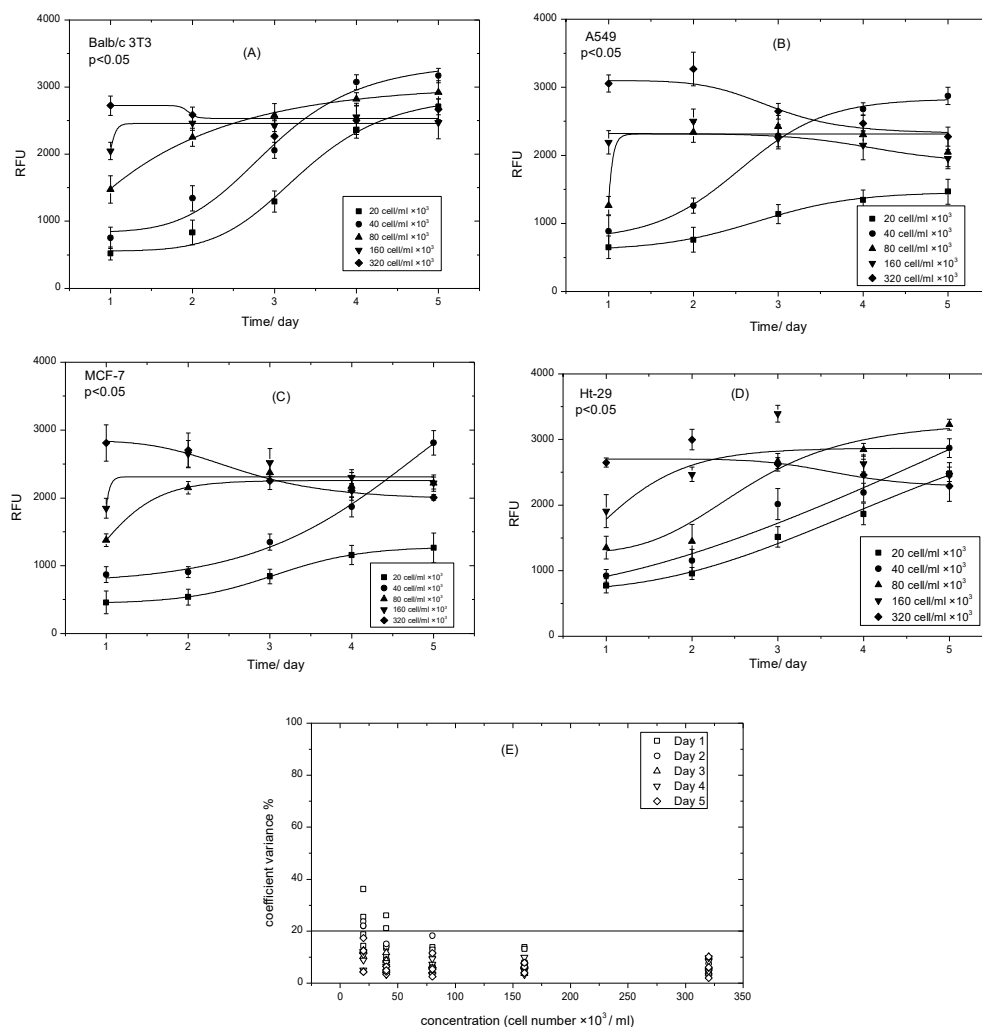 Balb/c 3T3
p<0.05
(A)
4000
3000
2000
1000
0
RFU
20 cell/ml ×10³
40 cell/ml ×10³
80 cell/ml ×10³
160 cell/ml ×10³
320 cell/ml ×10³
1 2 3 4 5
Time/ day
A549
p<0.05
(B)
4000
3000
2000
1000
0
RFU
20 cell/ml ×10³
40 cell/ml ×10³
80 cell/ml ×10³
160 cell/ml ×10³
320 cell/ml ×10³
1 2 3 4 5
Time/ day
MCF-7
p<0.05
(C)
4000
3000
2000
1000
0
RFU
20 cell/ml ×10³
40 cell/ml ×10³
80 cell/ml ×10³
160 cell/ml ×10³
320 cell/ml ×10³
1 2 3 4 5
Time/ day
Ht-29
p<0.05
(D)
4000
3000
2000
1000
0
RFU
20 cell/ml ×10³
40 cell/ml ×10³
80 cell/ml ×10³
160 cell/ml ×10³
320 cell/ml ×10³
1 2 3 4 5
Time/ day
(E)
100
80
60
40
20
0
coefficient variance %
Day 1
Day 2
Day 3
Day 4
Day 5
0 50 100 150 200 250 300 350
concentration (cell number ×10³ / ml)